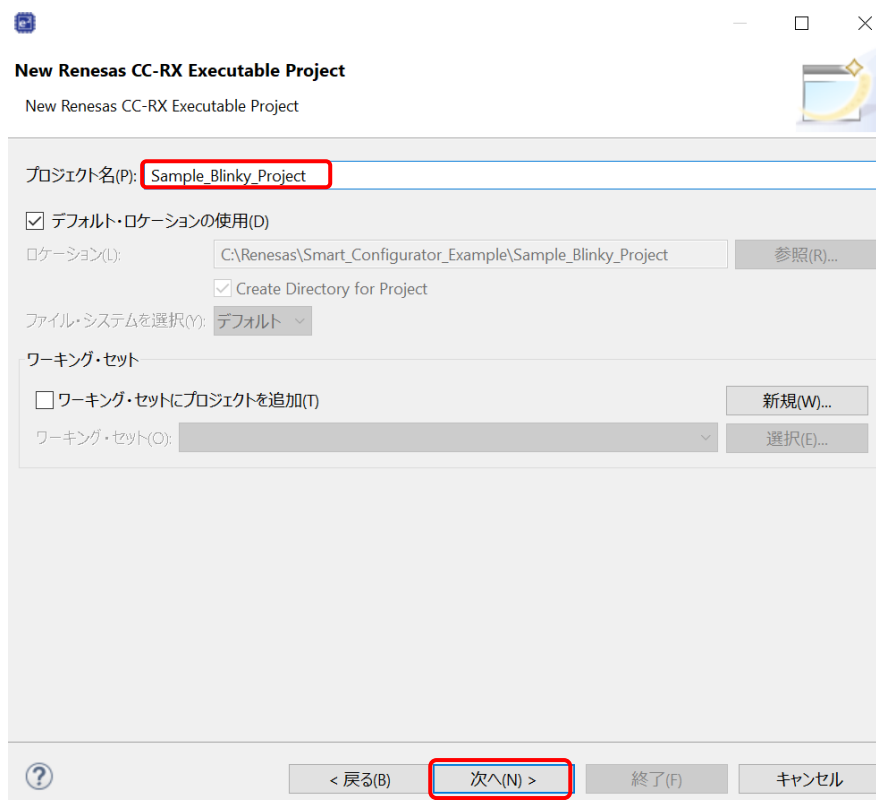 New Renesas CC-RX Executable Project
New Renesas CC-RX Executable Project
プロジェクト名(P): Sample_Blinky_Project
デフォルト・ロケーションの使用(D)
ロケーション(L): C:\Renesas\Smart_Configurator_Example\Sample_Blinky_Project 参照(R)...
Create Directory for Project
ファイル・システムを選択(Y): デフォルト
ワーキング・セット
ワーキング・セットにプロジェクトを追加(T) 新規(W)...
ワーキング・セット(O): 選択(E)...
? < 戻る(B) 次へ(N) > 終了(F) キャンセル